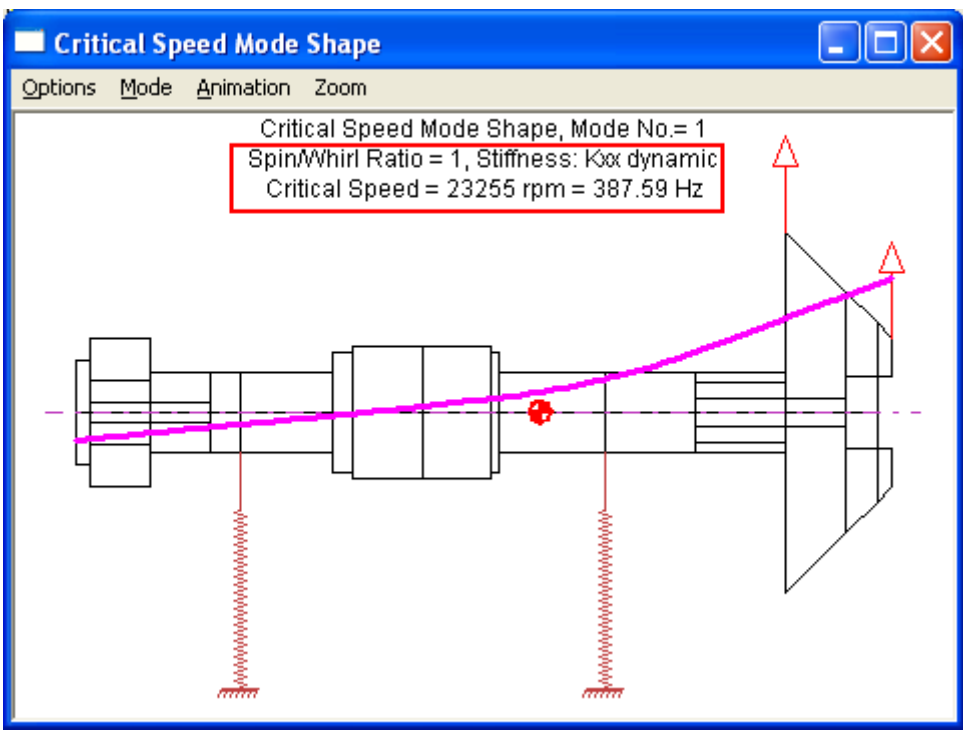 Critical Speed Mode Shape
Options Mode Animation Zoom
Critical Speed Mode Shape, Mode No.= 1
Spin/Whirl Ratio = 1, Stiffness: Kxx dynamic
Critical Speed = 23255 rpm = 387.59 Hz